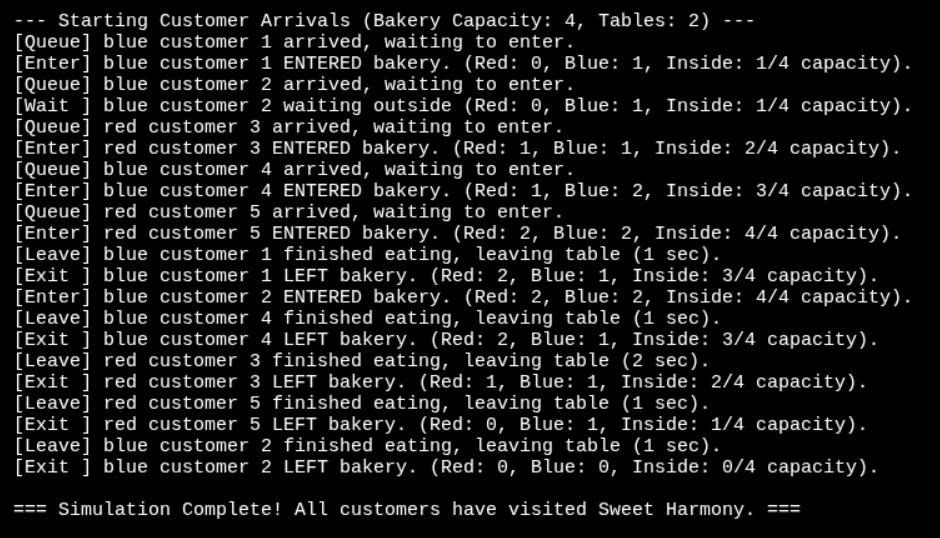 --- Starting Customer Arrivals (Bakery Capacity: 4, Tables: 2) ---
[Queue] blue customer 1 arrived, waiting to enter.
[Enter] blue customer 1 ENTERED bakery. (Red: 0, Blue: 1, Inside: 1/4 capacity).
[Queue] blue customer 2 arrived, waiting to enter.
[Wait ] blue customer 2 waiting outside (Red: 0, Blue: 1, Inside: 1/4 capacity).
[Queue] red customer 3 arrived, waiting to enter.
[Enter] red customer 3 ENTERED bakery. (Red: 1, Blue: 1, Inside: 2/4 capacity).
[Queue] blue customer 4 arrived, waiting to enter.
[Enter] blue customer 4 ENTERED bakery. (Red: 1, Blue: 2, Inside: 3/4 capacity).
[Queue] red customer 5 arrived, waiting to enter.
[Enter] red customer 5 ENTERED bakery. (Red: 2, Blue: 2, Inside: 4/4 capacity).
[Leave] blue customer 1 finished eating, leaving table (1 sec).
[Exit ] blue customer 1 LEFT bakery. (Red: 2, Blue: 1, Inside: 3/4 capacity).
[Enter] blue customer 2 ENTERED bakery. (Red: 2, Blue: 2, Inside: 4/4 capacity).
[Leave] blue customer 4 finished eating, leaving table (1 sec).
[Exit ] blue customer 4 LEFT bakery. (Red: 2, Blue: 1, Inside: 3/4 capacity).
[Leave] red customer 3 finished eating, leaving table (2 sec).
[Exit ] red customer 3 LEFT bakery. (Red: 1, Blue: 1, Inside: 2/4 capacity).
[Leave] red customer 5 finished eating, leaving table (1 sec).
[Exit ] red customer 5 LEFT bakery. (Red: 0, Blue: 1, Inside: 1/4 capacity).
[Leave] blue customer 2 finished eating, leaving table (1 sec).
[Exit ] blue customer 2 LEFT bakery. (Red: 0, Blue: 0, Inside: 0/4 capacity).
=== Simulation Complete! All customers have visited Sweet Harmony. ===